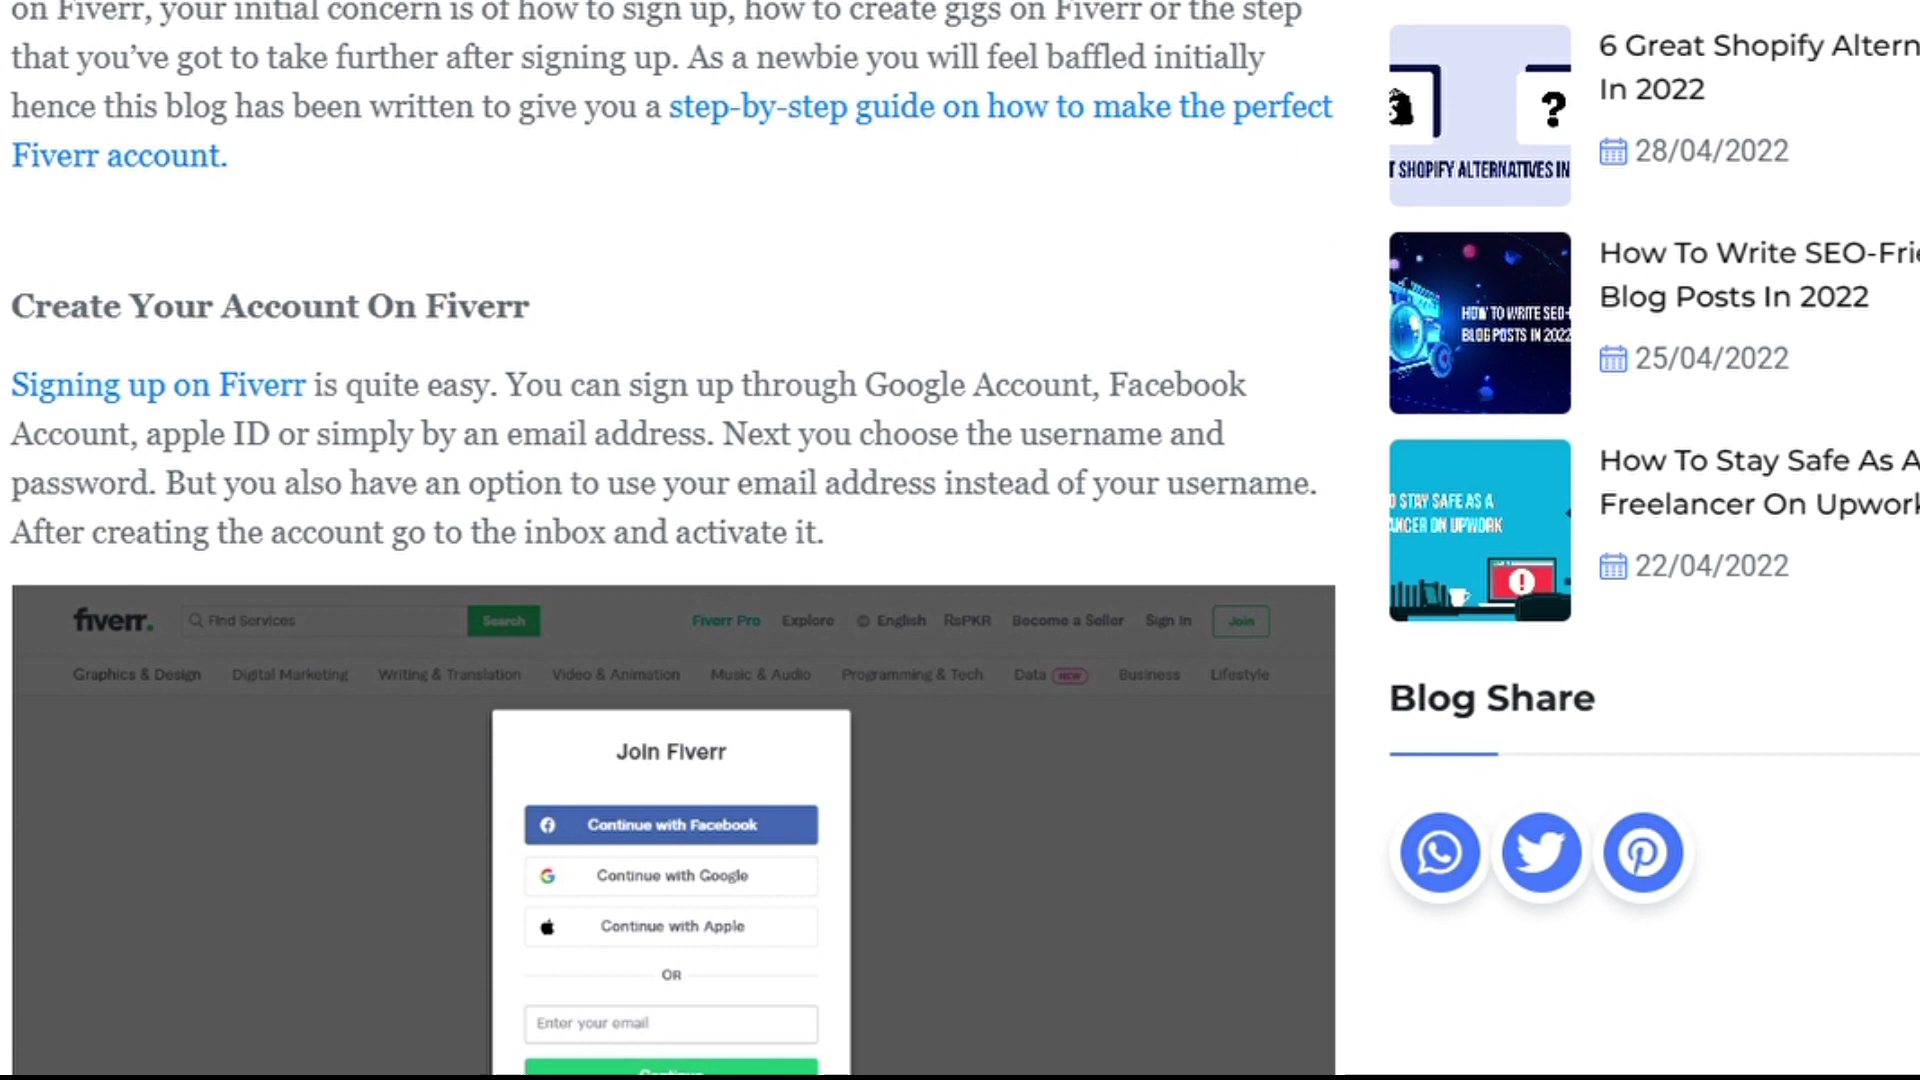 on Fiverr, your initial concern is of how to sign up, how to create gigs on Fiverr or the step
that you’ve got to take further after signing up. As a newbie you will feel baffled initially
hence this blog has been written to give you a step-by-step guide on how to make the perfect
Fiverr account.
Create Your Account On Fiverr
Signing up on Fiverr is quite easy. You can sign up through Google Account, Facebook
Account, apple ID or simply by an email address. Next you choose the username and
password. But you also have an option to use your email address instead of your username.
After creating the account go to the inbox and activate it.
fiverr. Find Services Search Fiverr Pro Explore English RsPKR Become a Seller Sign In Join
Graphics & Design Digital Marketing Writing & Translation Video & Animation Music & Audio Programming & Tech Data NEW Business Lifestyle
Join Fiverr
Continue with Facebook
Continue with Google
Continue with Apple
OR
Enter your email
Continue
6 Great Shopify Altern
In 2022
28/04/2022
?
T SHOPIFY ALTERNATIVES IN
How To Write SEO-Frie
Blog Posts In 2022
25/04/2022
HOW TO WRITE SEO-
BLOG POSTS IN 2022
How To Stay Safe As A
Freelancer On Upwork
22/04/2022
O STAY SAFE AS A
ANCER ON UPWORK
Blog Share